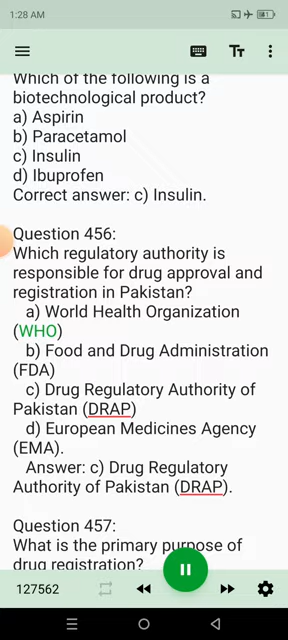 1:28 AM
Which of the following is a
biotechnological product?
a) Aspirin
b) Paracetamol
c) Insulin
d) Ibuprofen
Correct answer: c) Insulin.
Question 456:
Which regulatory authority is
responsible for drug approval and
registration in Pakistan?
a) World Health Organization
(WHO)
b) Food and Drug Administration
(FDA)
c) Drug Regulatory Authority of
Pakistan (DRAP)
d) European Medicines Agency
(EMA).
Answer: c) Drug Regulatory
Authority of Pakistan (DRAP).
Question 457:
What is the primary purpose of
drug registration?
127562